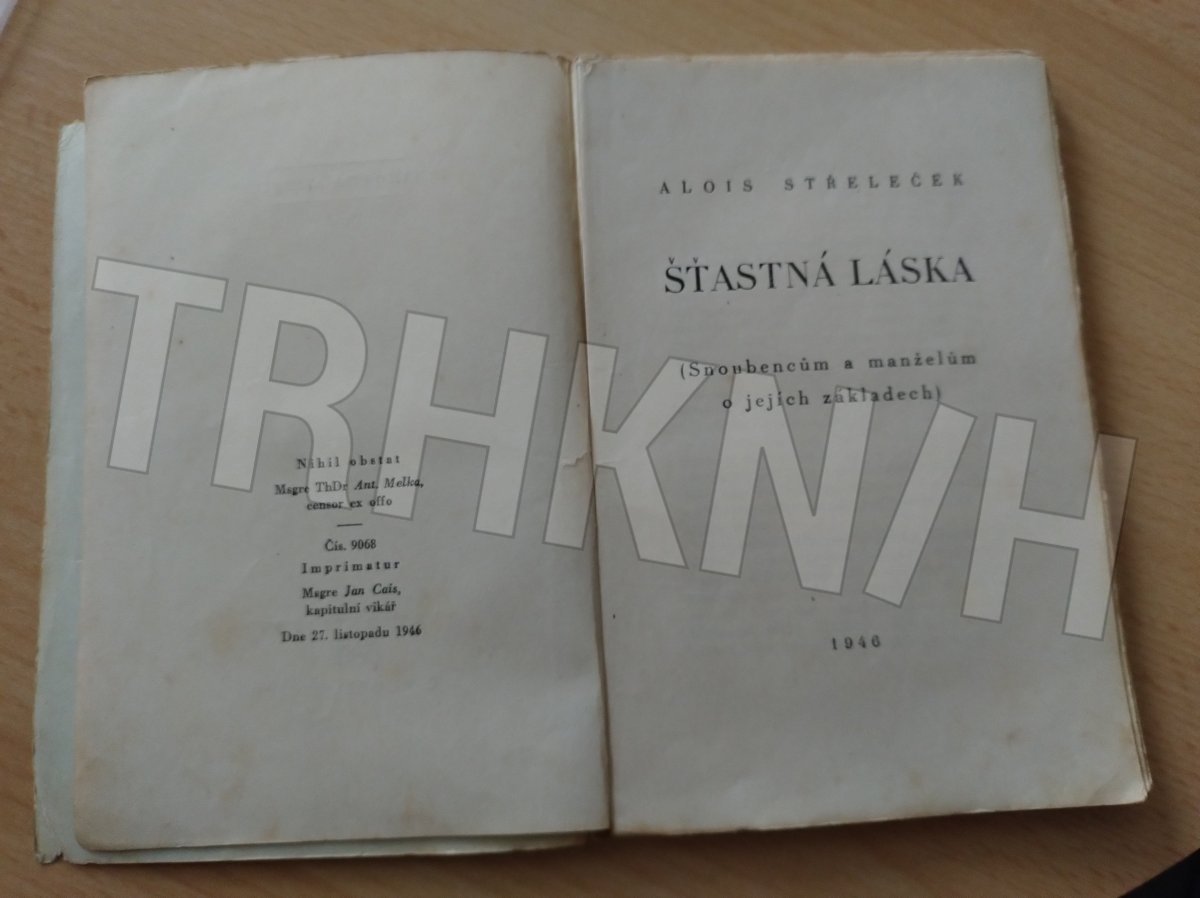 Nihil obstat
Msgre ThDr Ant. Melka,
censor ex offo
Čís. 9068
Imprimatur
Msgre Jan Cais,
kapitulní vikář
Dne 27. listopadu 1946
ALOIS STŘELEČEK
ŠŤASTNÁ LÁSKA
(Snoubencům a manželům
o jejich základech)
1946
TRHKNIH